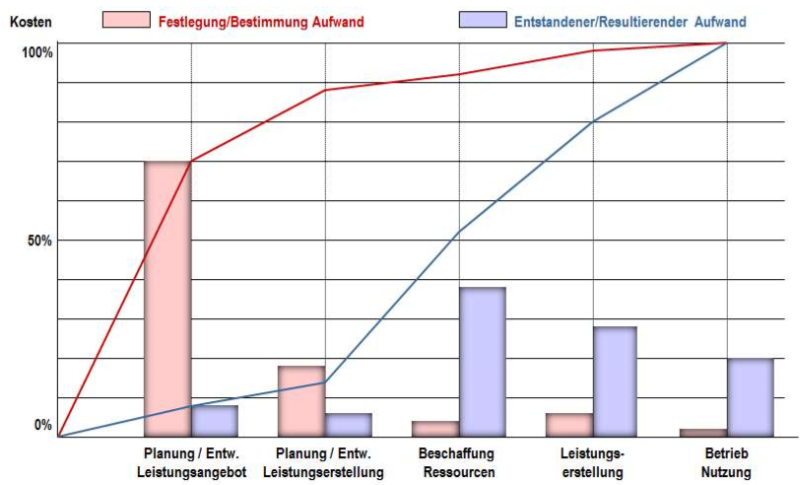 Kosten
Festlegung/Bestimmung Aufwand
Entstandener/Resultierender Aufwand
100%
50%
0%
Planung / Entw.
Leistungsangebot
Planung / Entw.
Leistungserstellung
Beschaffung
Ressourcen
Leistungs-
erstellung
Betrieb
Nutzung